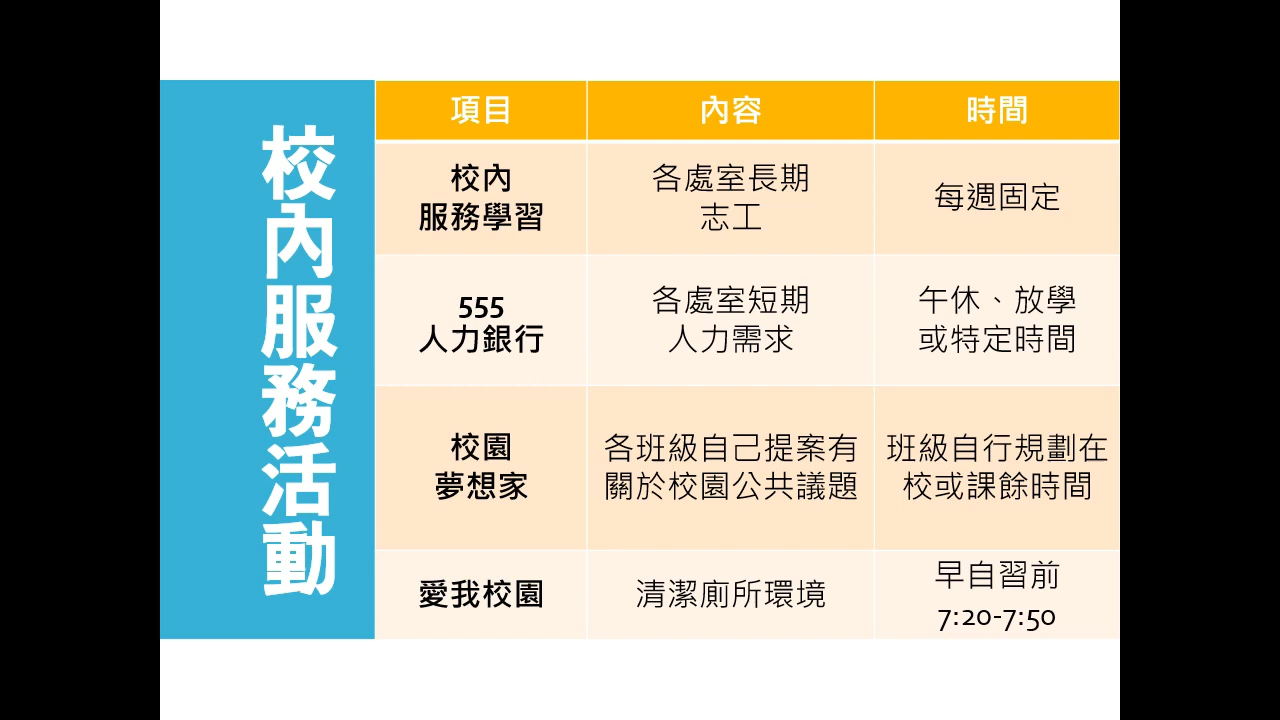 校內服務活動
項目
內容
時間
校內
服務學習
各處室長期
志工
每週固定
555
人力銀行
各處室短期
人力需求
午休、放學
或特定時間
校園
夢想家
各班級自己提案有
關於校園公共議題
班級自行規劃在
校或課餘時間
愛我校園
清潔廁所環境
早自習前
7:20-7:50